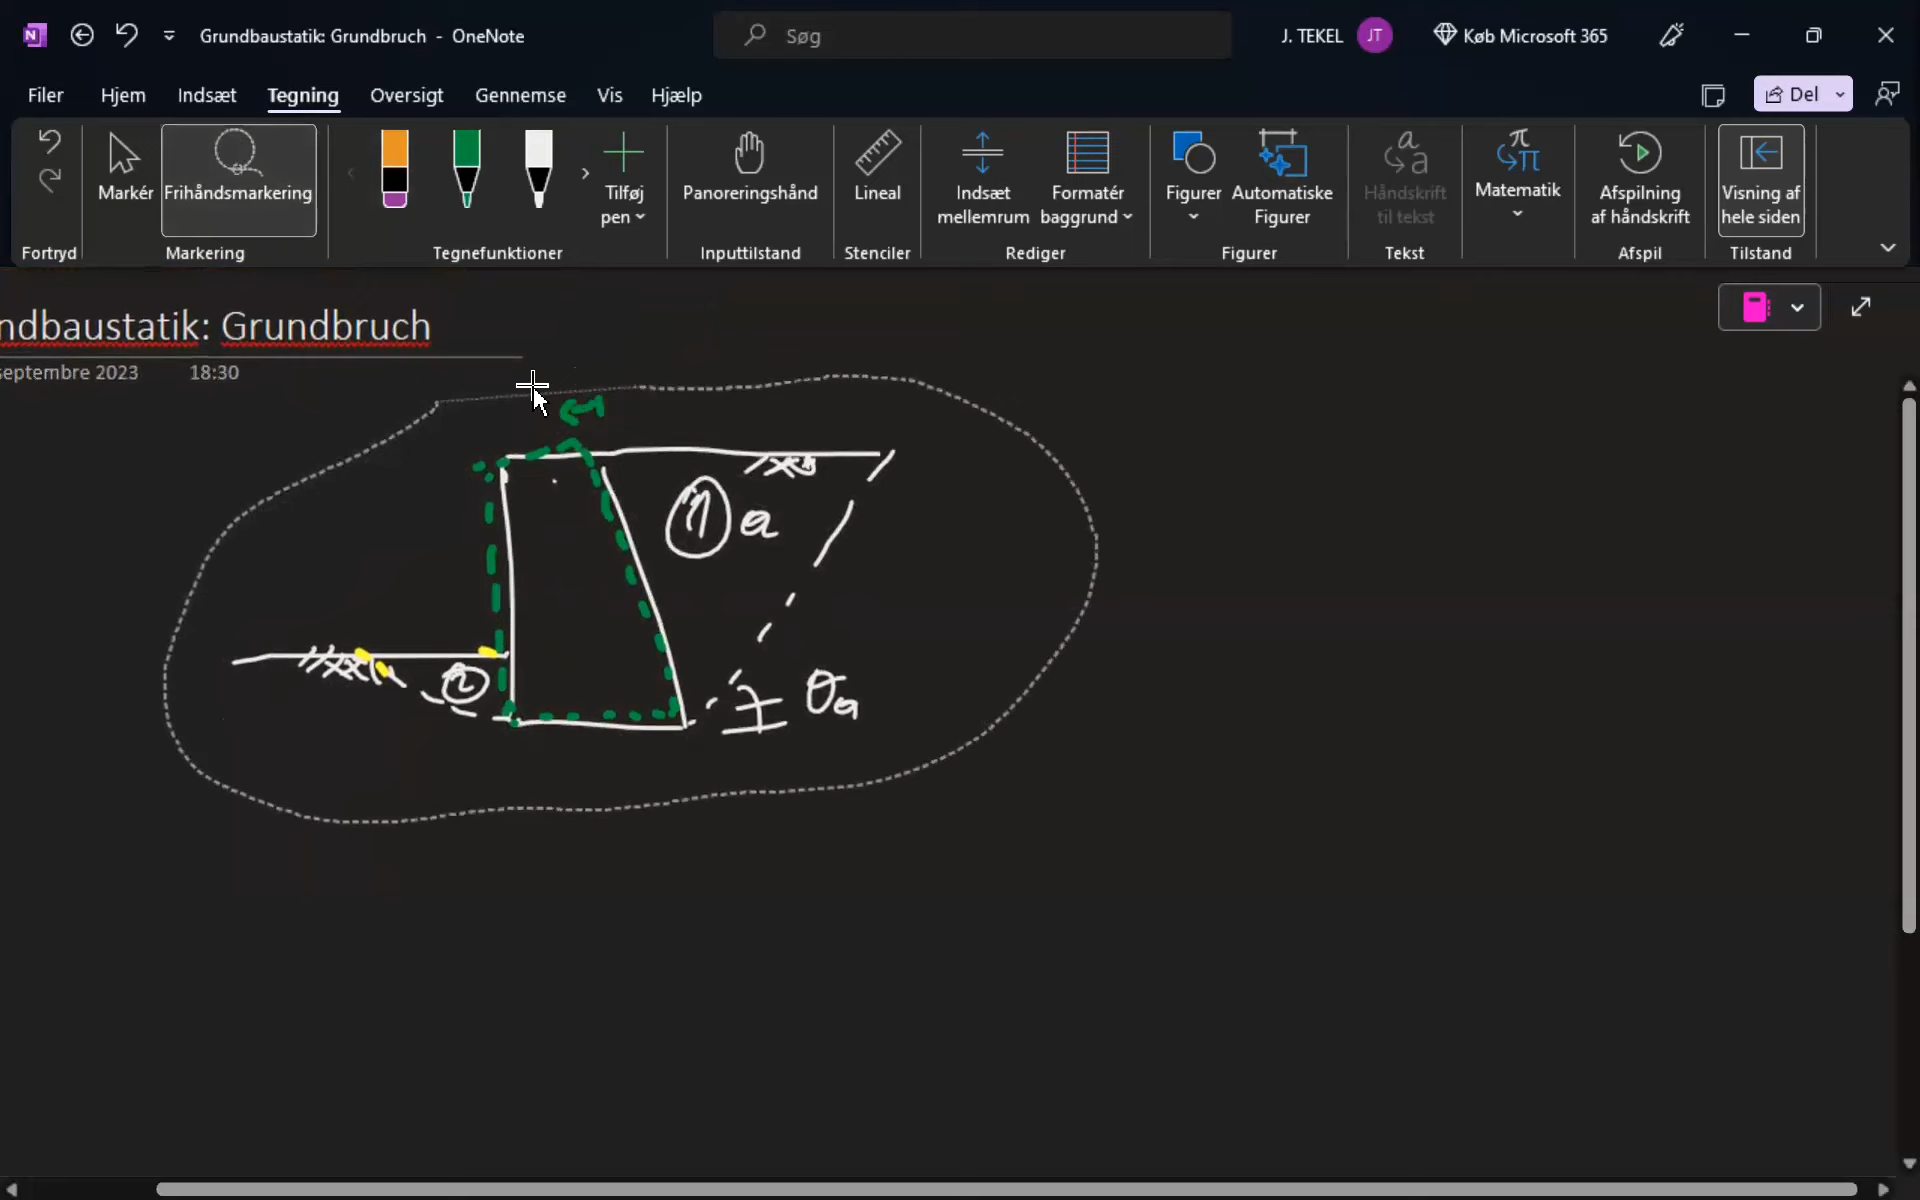 Grundbaustatik: Grundbruch - OneNote
Søg
J. TEKEL
JT
Køb Microsoft 365
Filer
Hjem
Indsæt
Tegning
Oversigt
Gennemse
Vis
Hjælp
Del
Markér
Frihåndsmarkering
Tilføj
pen
Panoreringshånd
Lineal
Indsæt
mellemrum
Formatér
baggrund
Figurer
Automatiske
Figurer
Håndskrift
til tekst
Matematik
Afspilning
af håndskrift
Visning af
hele siden
Fortryd
Markering
Tegnefunktioner
Inputtilstand
Stenciler
Rediger
Figurer
Tekst
Afspil
Tilstand
ndbaustatik: Grundbruch
septembre 2023
18:30
1 a
2